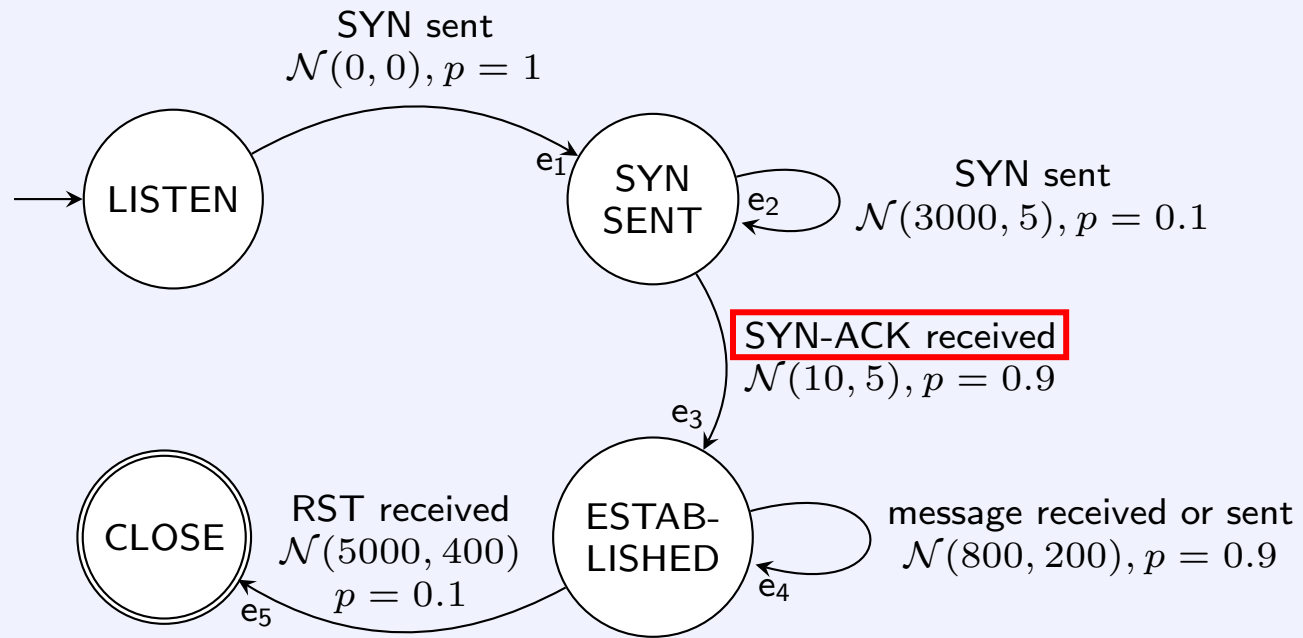 SYN sent
𝒩(0, 0), p = 1
LISTEN
e₁
SYN
SENT
e₂
SYN sent
𝒩(3000, 5), p = 0.1
SYN-ACK received
𝒩(10, 5), p = 0.9
e₃
CLOSE
RST received
𝒩(5000, 400)
p = 0.1
e₅
ESTAB-
LISHED
e₄
message received or sent
𝒩(800, 200), p = 0.9